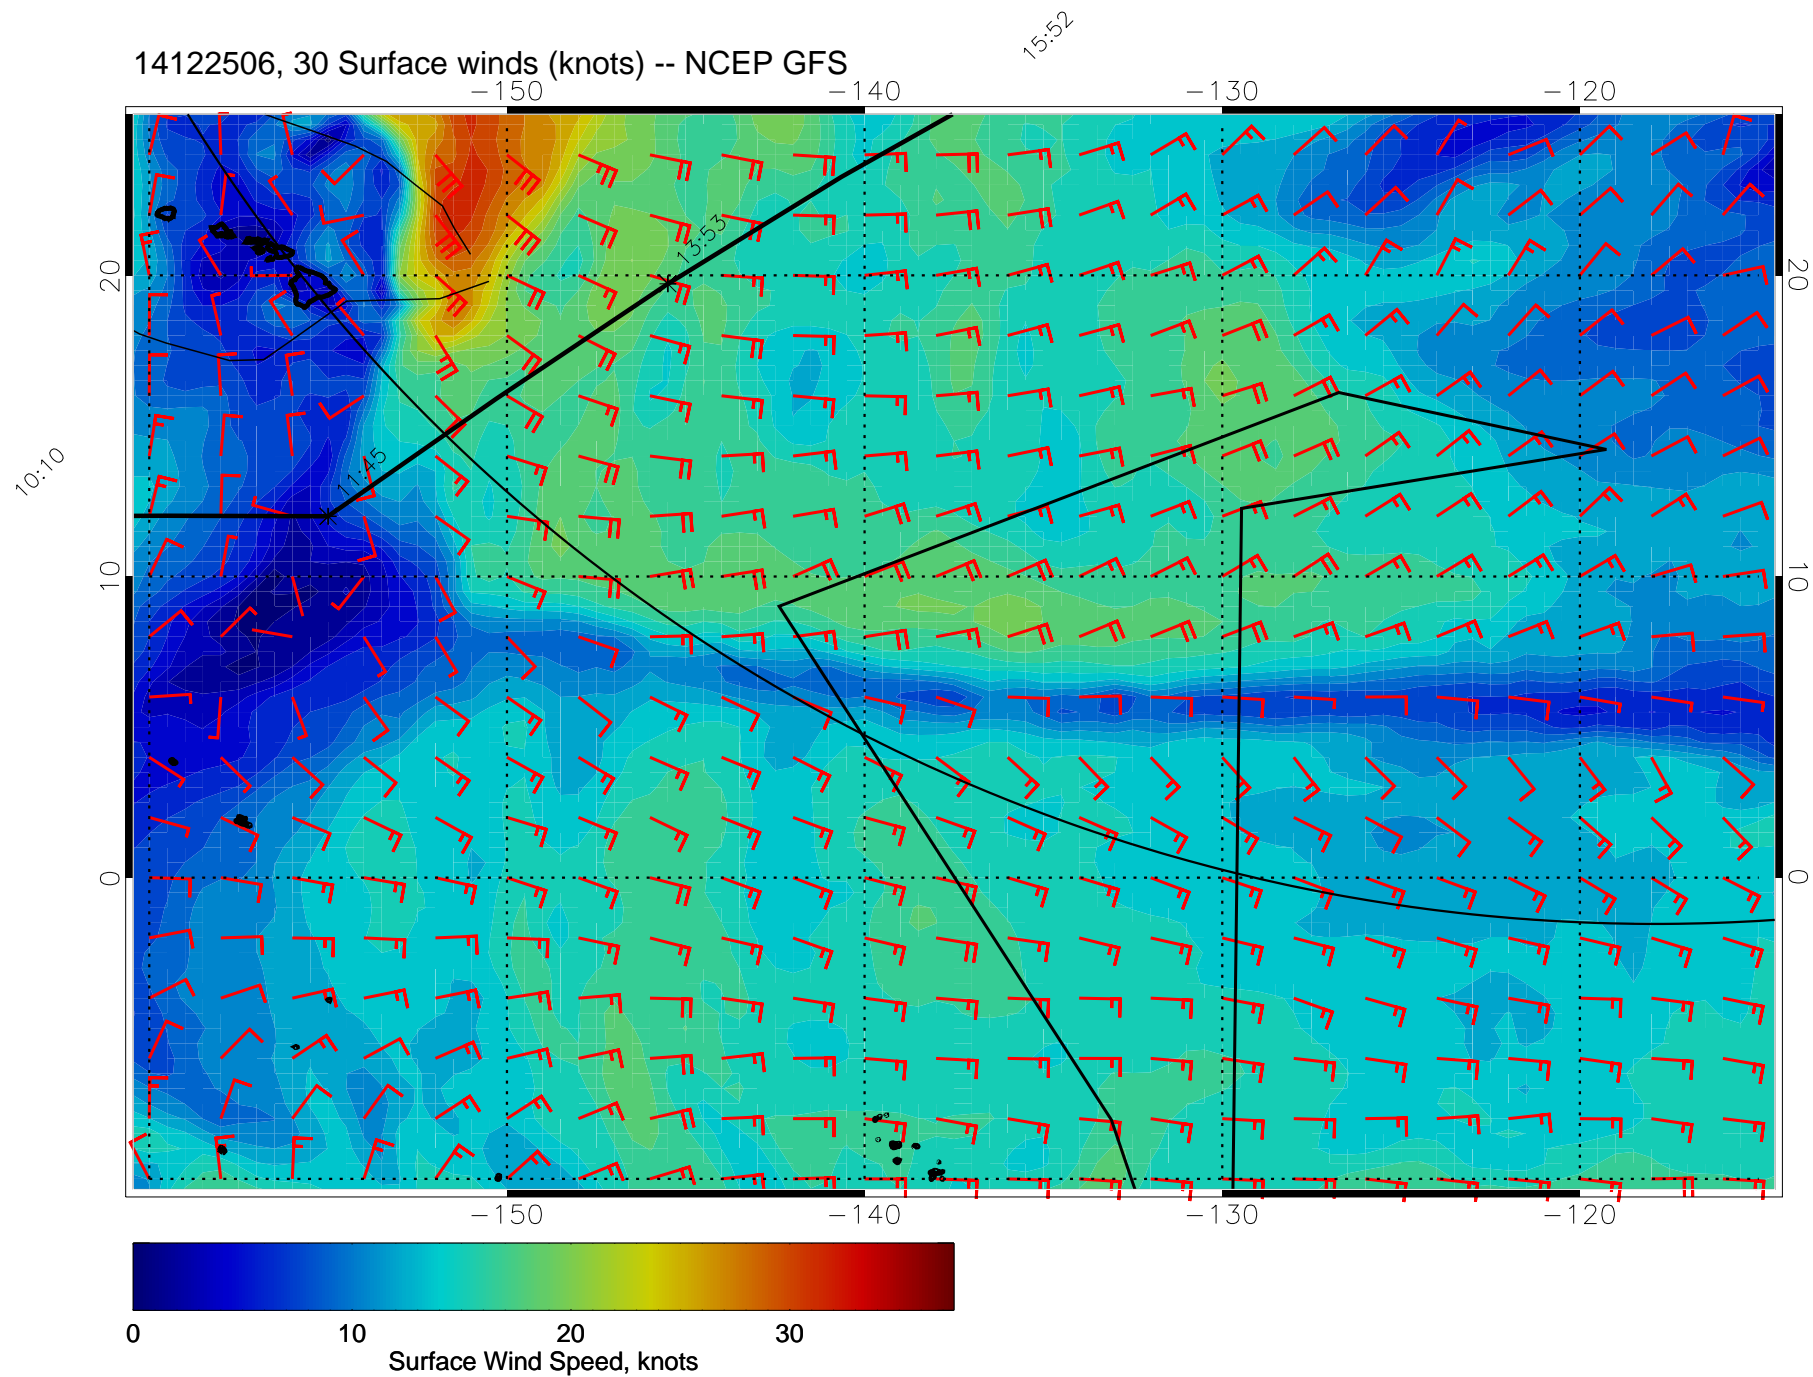 15:52
14122506, 30 Surface winds (knots) -- NCEP GFS
−150 −140 −130 −120
13:53
20 20
11:45
10:10
10 10
0 0
−150 −140 −130 −120
0 10 20 30
Surface Wind Speed, knots